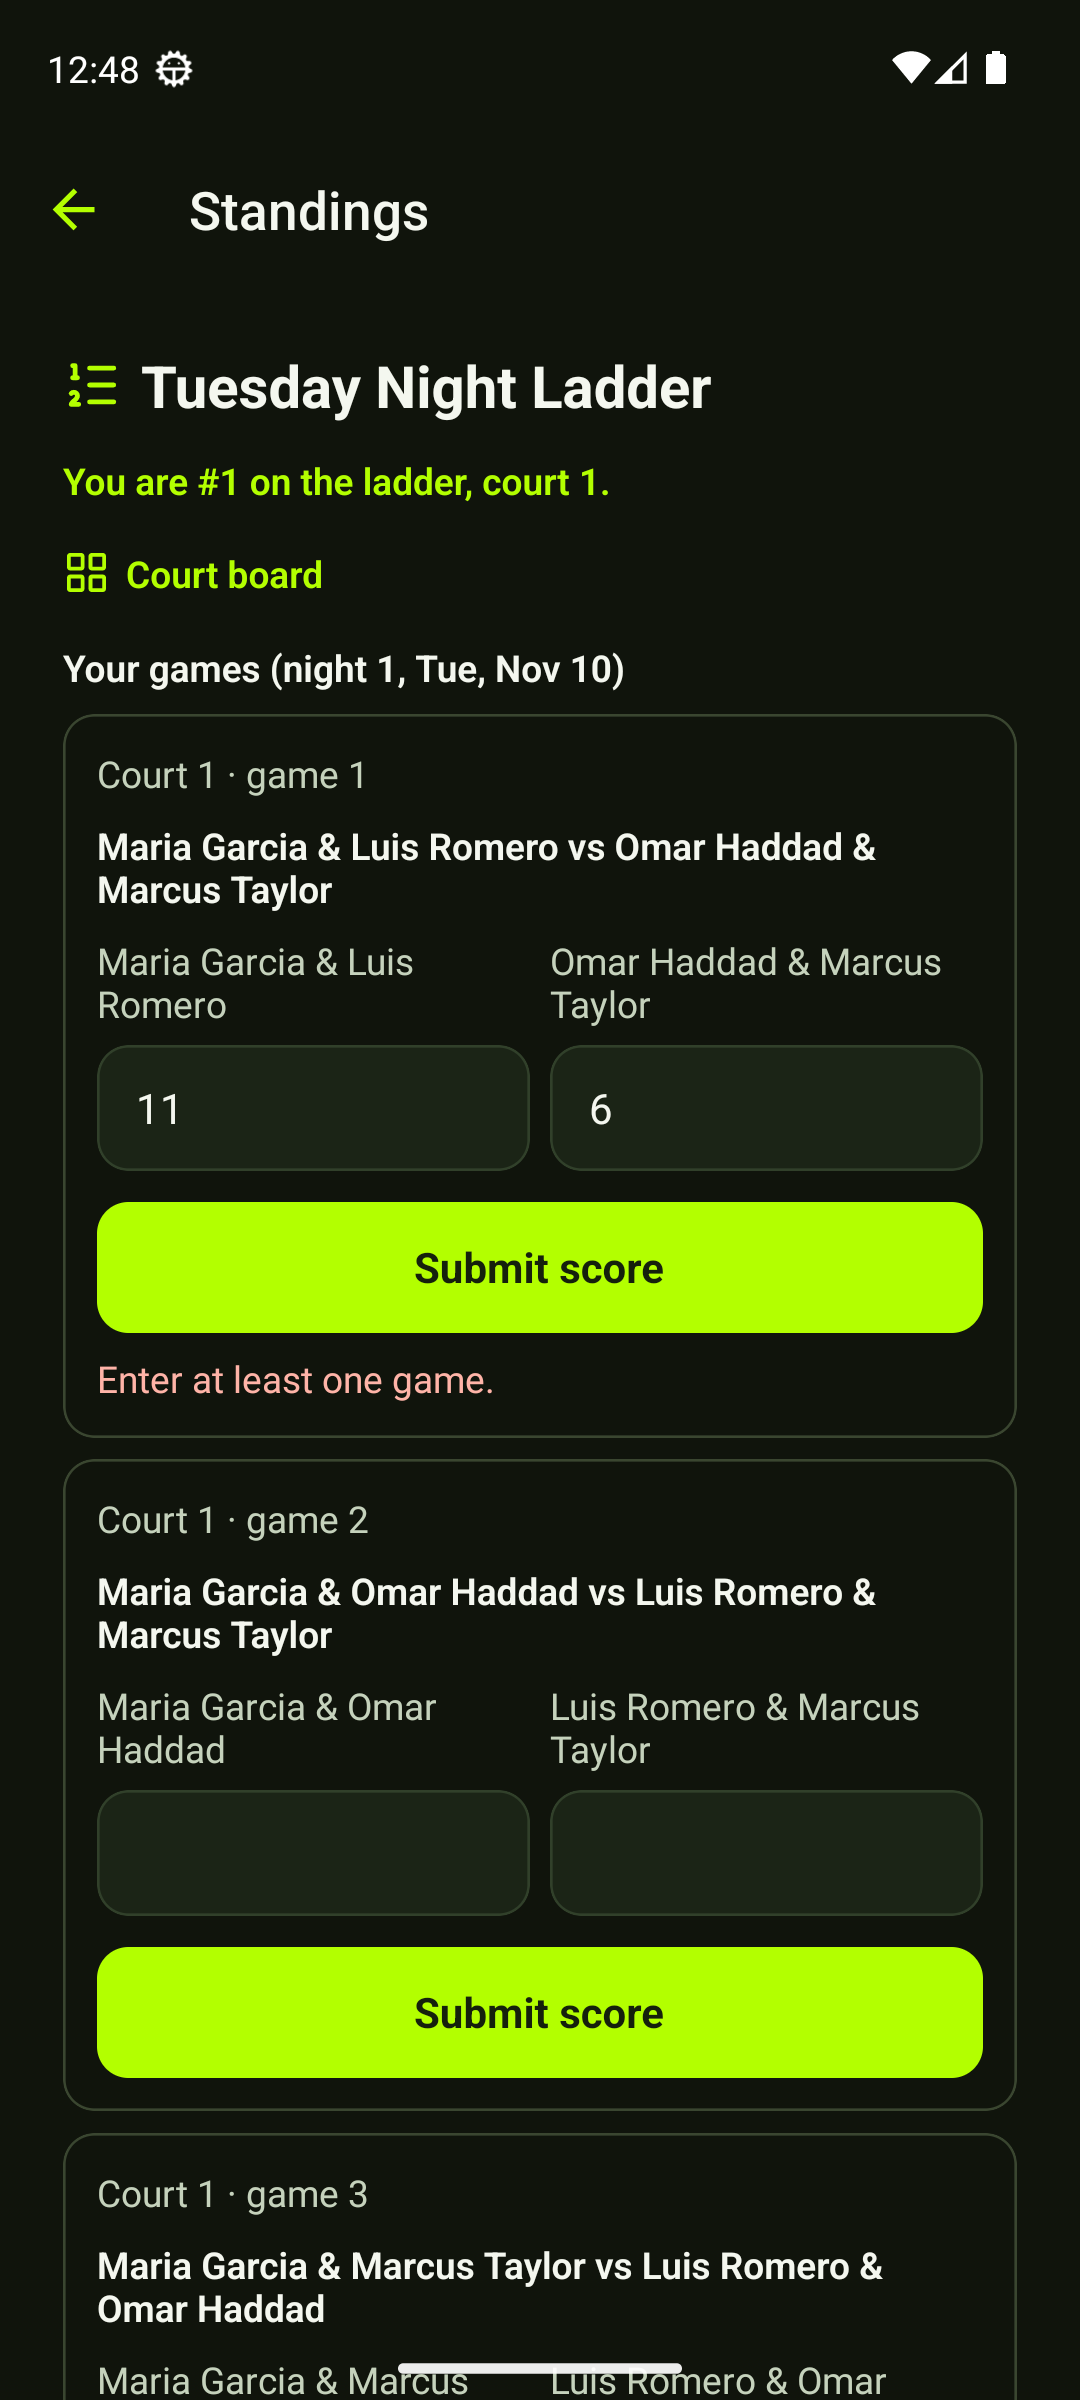 12:48
Standings
Tuesday Night Ladder
You are #1 on the ladder, court 1.
Court board
Your games (night 1, Tue, Nov 10)
Court 1 · game 1
Maria Garcia & Luis Romero vs Omar Haddad &
Marcus Taylor
Maria Garcia & Luis
Romero
Omar Haddad & Marcus
Taylor
11
6
Submit score
Enter at least one game.
Court 1 · game 2
Maria Garcia & Omar Haddad vs Luis Romero &
Marcus Taylor
Maria Garcia & Omar
Haddad
Luis Romero & Marcus
Taylor
Submit score
Court 1 · game 3
Maria Garcia & Marcus Taylor vs Luis Romero &
Omar Haddad
Maria Garcia & Marcus
Luis Romero & Omar